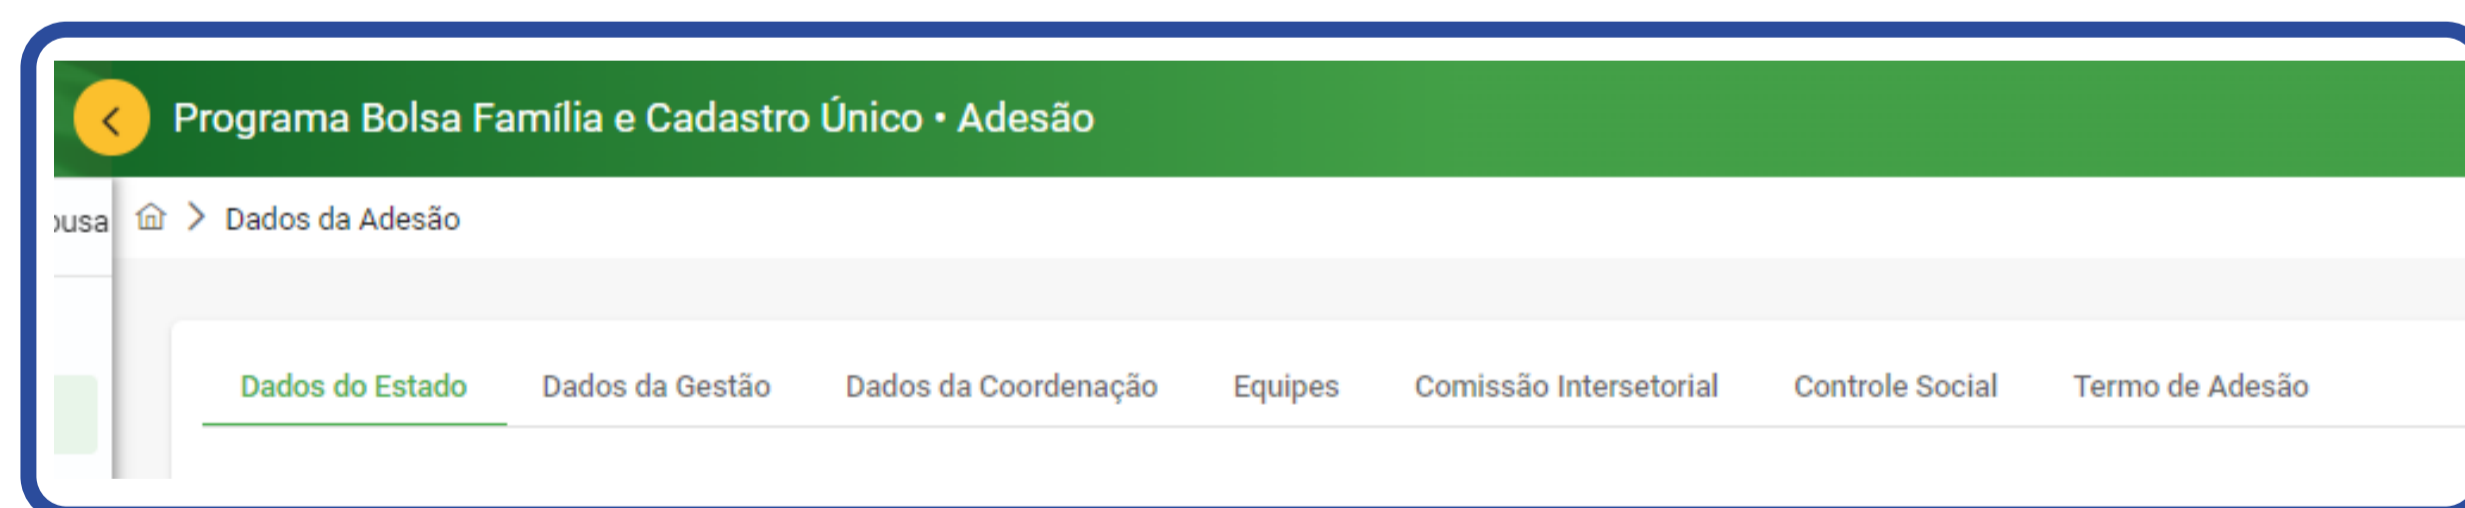 Programa Bolsa Família e Cadastro Único • Adesão
Dados da Adesão
Dados do Estado Dados da Gestão Dados da Coordenação Equipes Comissão Intersetorial Controle Social Termo de Adesão